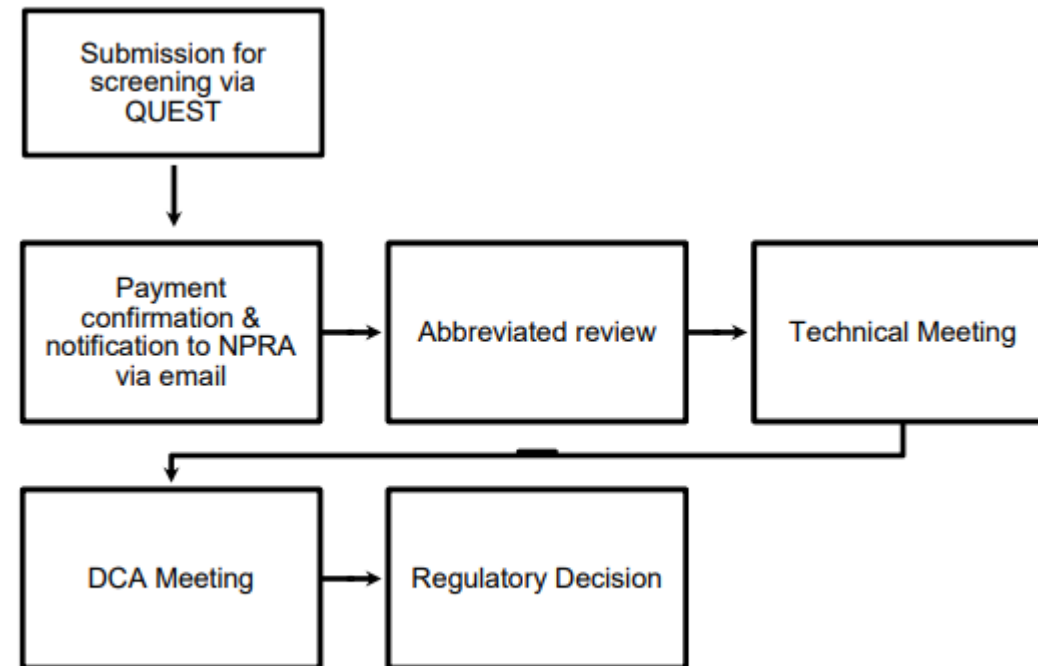 Submission for
screening via
QUEST
Payment
confirmation &
notification to NPRA
via email
Abbreviated review
Technical Meeting
DCA Meeting
Regulatory Decision